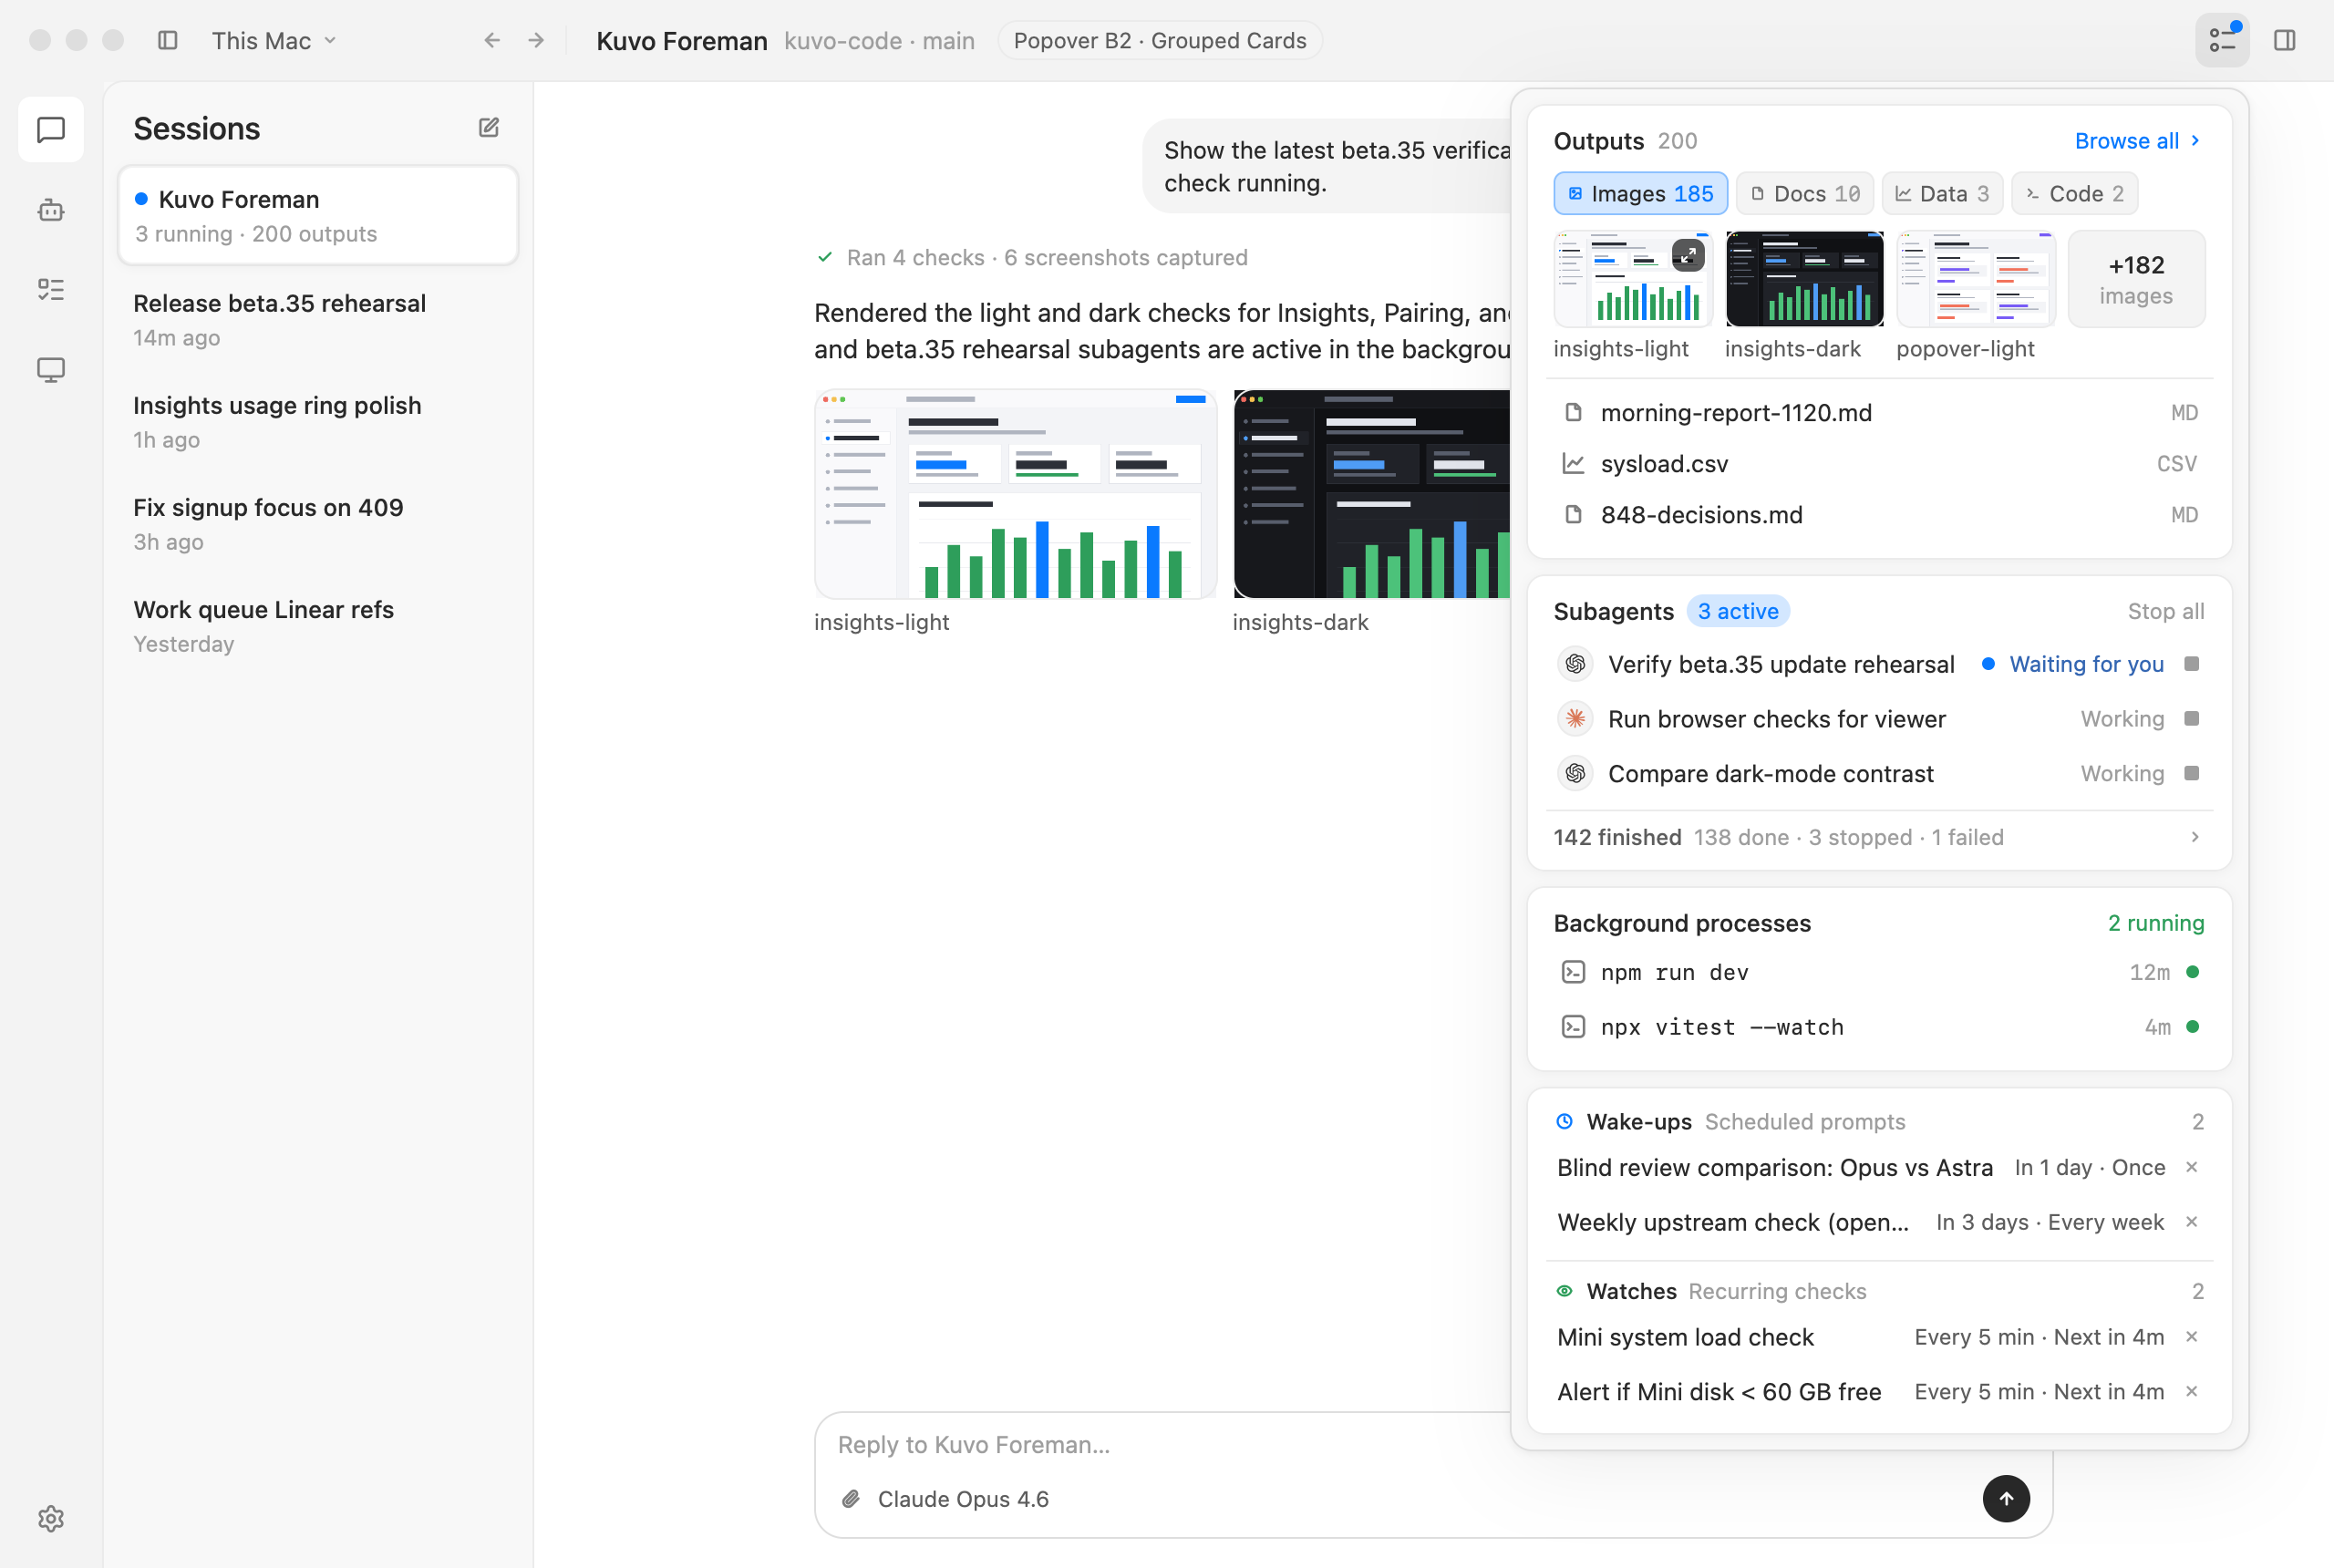 This Mac
Kuvo Foreman kuvo-code · main
Popover B2 · Grouped Cards
Sessions
Kuvo Foreman
3 running · 200 outputs
Release beta.35 rehearsal
14m ago
Insights usage ring polish
1h ago
Fix signup focus on 409
3h ago
Work queue Linear refs
Yesterday
Show the latest beta.35
check running.
Ran 4 checks · 6 screenshots captured
Rendered the light and dark checks for Insights, Pairing,
and beta.35 rehearsal subagents are active in the
insights-light
insights-dark
Reply to Kuvo Foreman...
Claude Opus 4.6
Outputs 200
Browse all
Images 185
Docs 10
Data 3
Code 2
+182
images
insights-light
insights-dark
popover-light
morning-report-1120.md MD
sysload.csv CSV
848-decisions.md MD
Subagents 3 active Stop all
Verify beta.35 update rehearsal Waiting for you
Run browser checks for viewer Working
Compare dark-mode contrast Working
142 finished 138 done · 3 stopped · 1 failed
Background processes 2 running
npm run dev 12m
npx vitest --watch 4m
Wake-ups Scheduled prompts 2
Blind review comparison: Opus vs Astra In 1 day · Once
Weekly upstream check (open... In 3 days · Every week
Watches Recurring checks 2
Mini system load check Every 5 min · Next in 4m
Alert if Mini disk < 60 GB free Every 5 min · Next in 4m